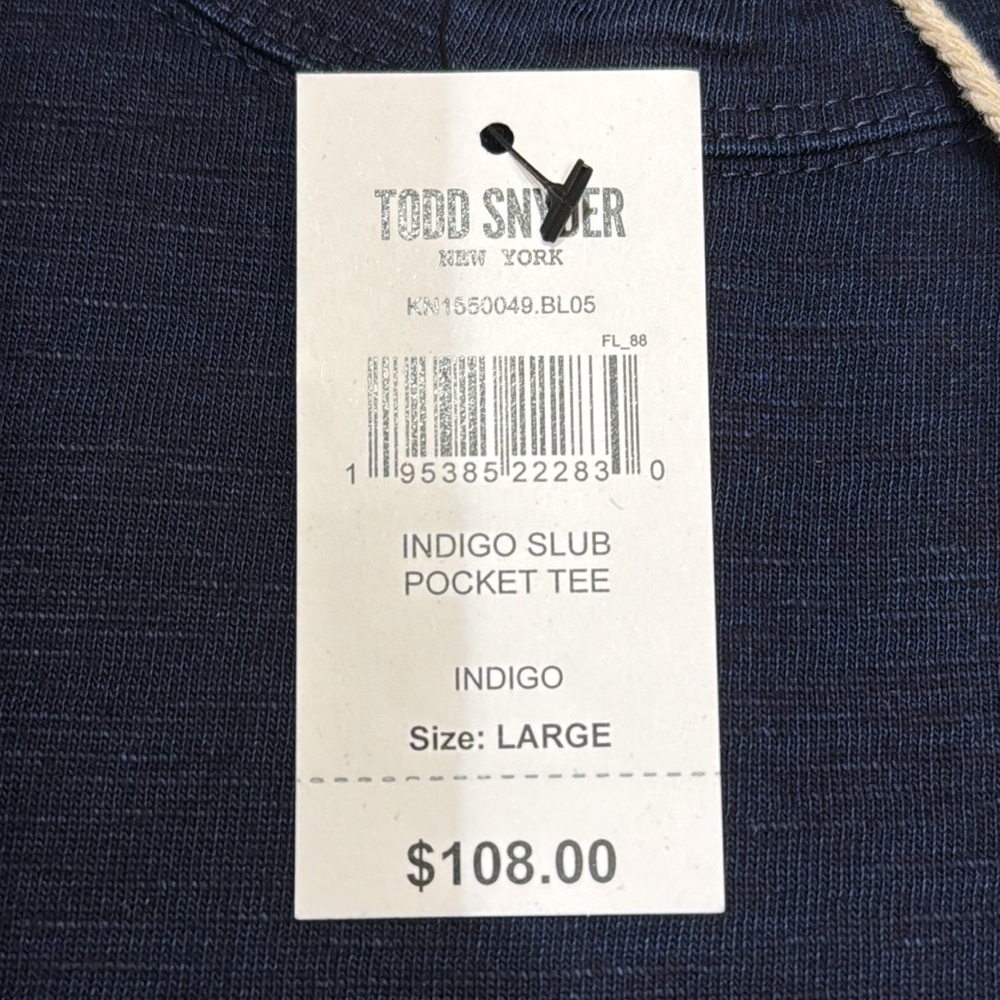 TODD SNYDER
NEW YORK
KN1550049.BL05
FL_88
1 95385 22283 0
INDIGO SLUB
POCKET TEE
INDIGO
Size: LARGE
$108.00